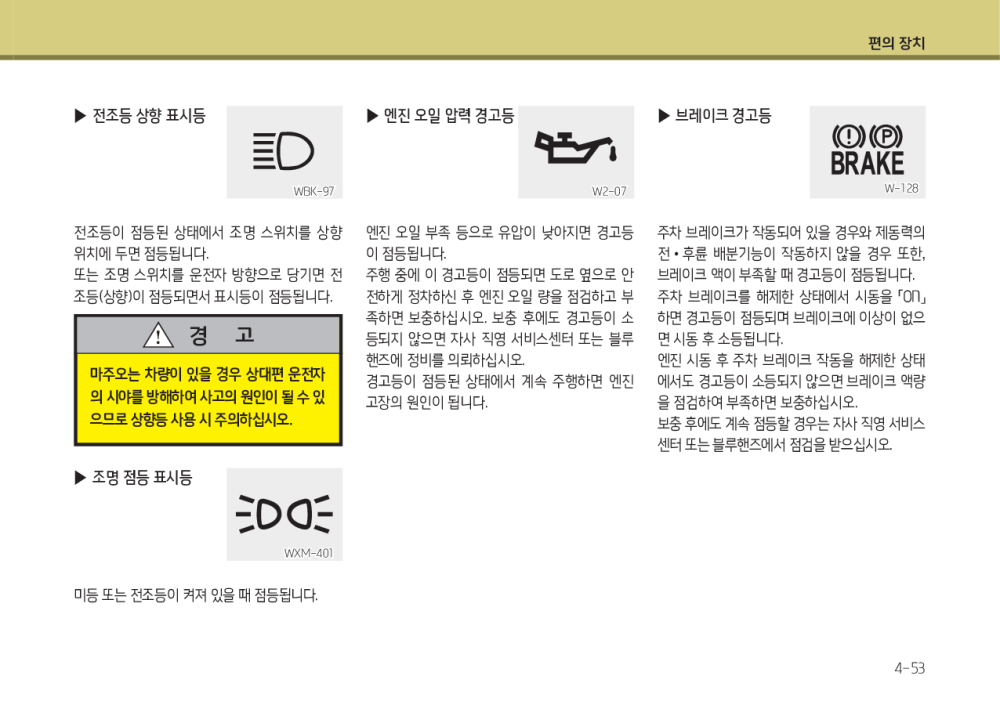 편의 장치
▶ 전조등 상향 표시등
WBK-97
전조등이 점등된 상태에서 조명 스위치를 상향
위치에 두면 점등됩니다.
또는 조명 스위치를 운전자 방향으로 당기면 전
조등(상향)이 점등되면서 표시등이 점등됩니다.
경 고
마주오는 차량이 있을 경우 상대편 운전자
의 시야를 방해하여 사고의 원인이 될 수 있
으므로 상향등 사용 시 주의하십시오.
▶ 조명 점등 표시등
WXM-401
미등 또는 전조등이 켜져 있을 때 점등됩니다.
▶ 엔진 오일 압력 경고등
W2-07
엔진 오일 부족 등으로 유압이 낮아지면 경고등
이 점등됩니다.
주행 중에 이 경고등이 점등되면 도로 옆으로 안
전하게 정차하신 후 엔진 오일 량을 점검하고 부
족하면 보충하십시오. 보충 후에도 경고등이 소
등되지 않으면 자사 직영 서비스센터 또는 블루
핸즈에 정비를 의뢰하십시오.
경고등이 점등된 상태에서 계속 주행하면 엔진
고장의 원인이 됩니다.
▶ 브레이크 경고등
(!) (P)
BRAKE
W-128
주차 브레이크가 작동되어 있을 경우와 제동력의
전•후륜 배분기능이 작동하지 않을 경우 또한,
브레이크 액이 부족할 때 경고등이 점등됩니다.
주차 브레이크를 해제한 상태에서 시동을 「ON」
하면 경고등이 점등되며 브레이크에 이상이 없으
면 시동 후 소등됩니다.
엔진 시동 후 주차 브레이크 작동을 해제한 상태
에서도 경고등이 소등되지 않으면 브레이크 액량
을 점검하여 부족하면 보충하십시오.
보충 후에도 계속 점등할 경우는 자사 직영 서비스
센터 또는 블루핸즈에서 점검을 받으십시오.
4-53